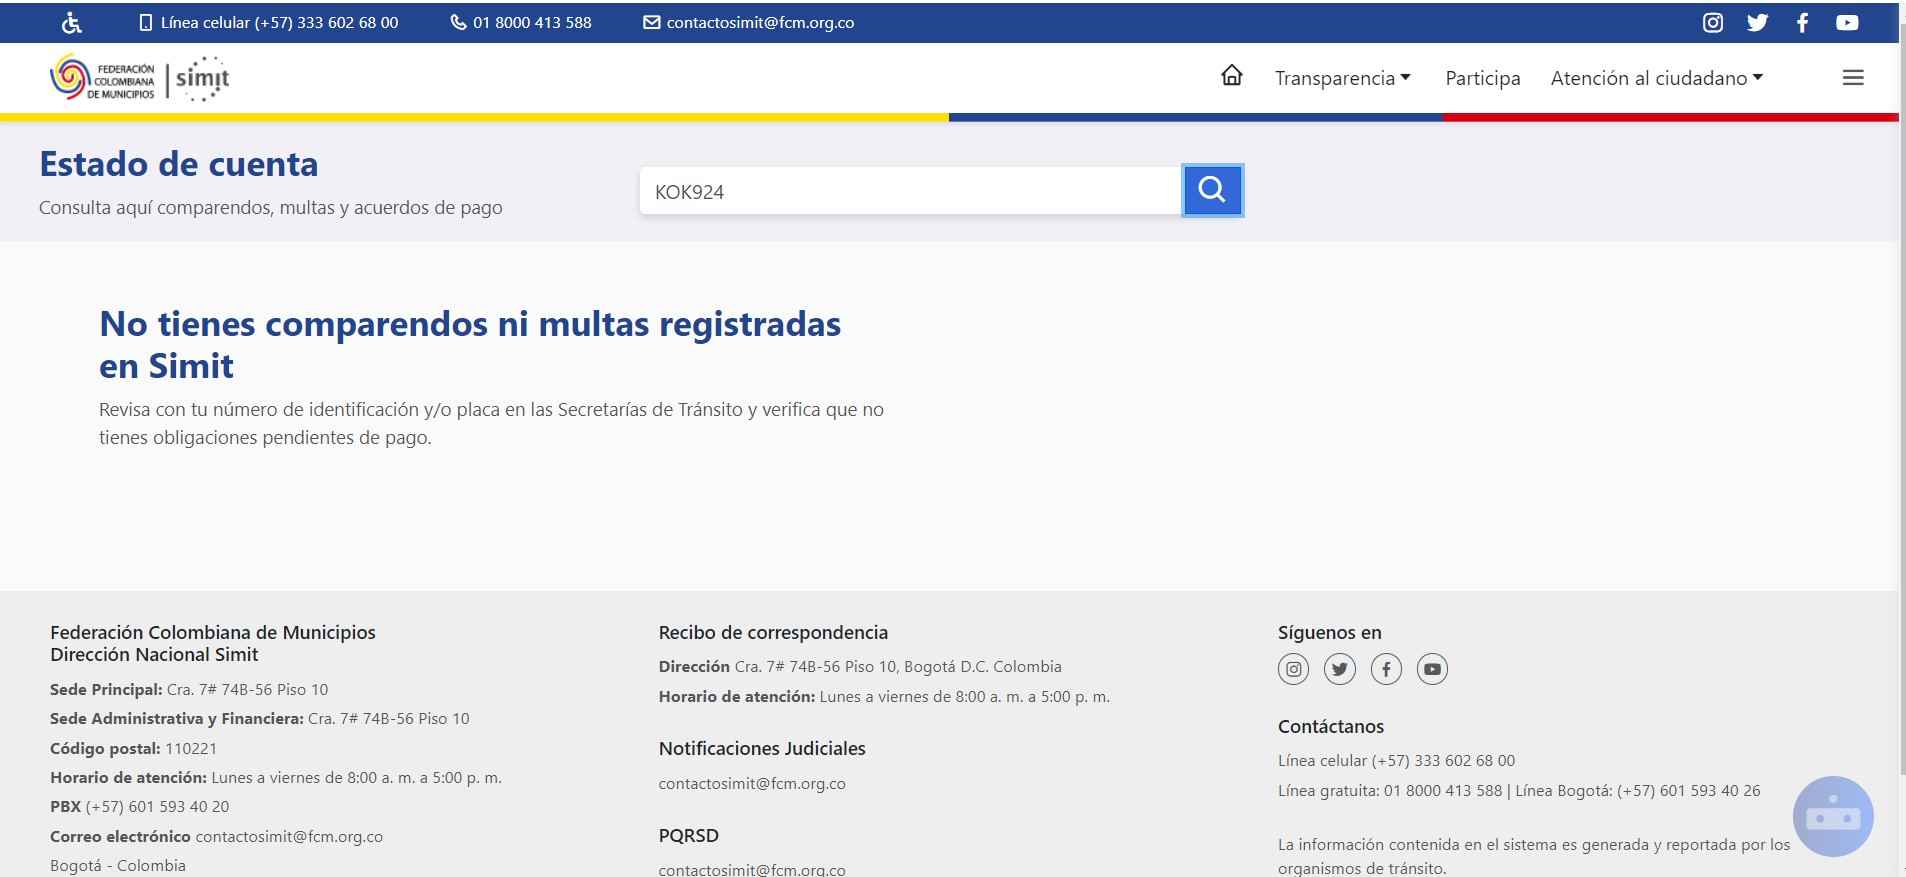 Línea celular (+57) 333 602 68 00
01 8000 413 588
contactosimit@fcm.org.co
FEDERACIÓN
COLOMBIANA
DE MUNICIPIOS
simit
Transparencia
Participa
Atención al ciudadano
Estado de cuenta
Consulta aquí comparendos, multas y acuerdos de pago
KOK924
No tienes comparendos ni multas registradas
en Simit
Revisa con tu número de identificación y/o placa en las Secretarías de Tránsito y verifica que no
tienes obligaciones pendientes de pago.
Federación Colombiana de Municipios
Dirección Nacional Simit
Sede Principal: Cra. 7# 74B-56 Piso 10
Sede Administrativa y Financiera: Cra. 7# 74B-56 Piso 10
Código postal: 110221
Horario de atención: Lunes a viernes de 8:00 a. m. a 5:00 p. m.
PBX (+57) 601 593 40 20
Correo electrónico contactosimit@fcm.org.co
Bogotá - Colombia
Recibo de correspondencia
Dirección Cra. 7# 74B-56 Piso 10, Bogotá D.C. Colombia
Horario de atención: Lunes a viernes de 8:00 a. m. a 5:00 p. m.
Notificaciones Judiciales
contactosimit@fcm.org.co
PQRSD
contactosimit@fcm.org.co
Síguenos en
Contáctanos
Línea celular (+57) 333 602 68 00
Línea gratuita: 01 8000 413 588 | Línea Bogotá: (+57) 601 593 40 26
La información contenida en el sistema es generada y reportada por los
organismos de tránsito.